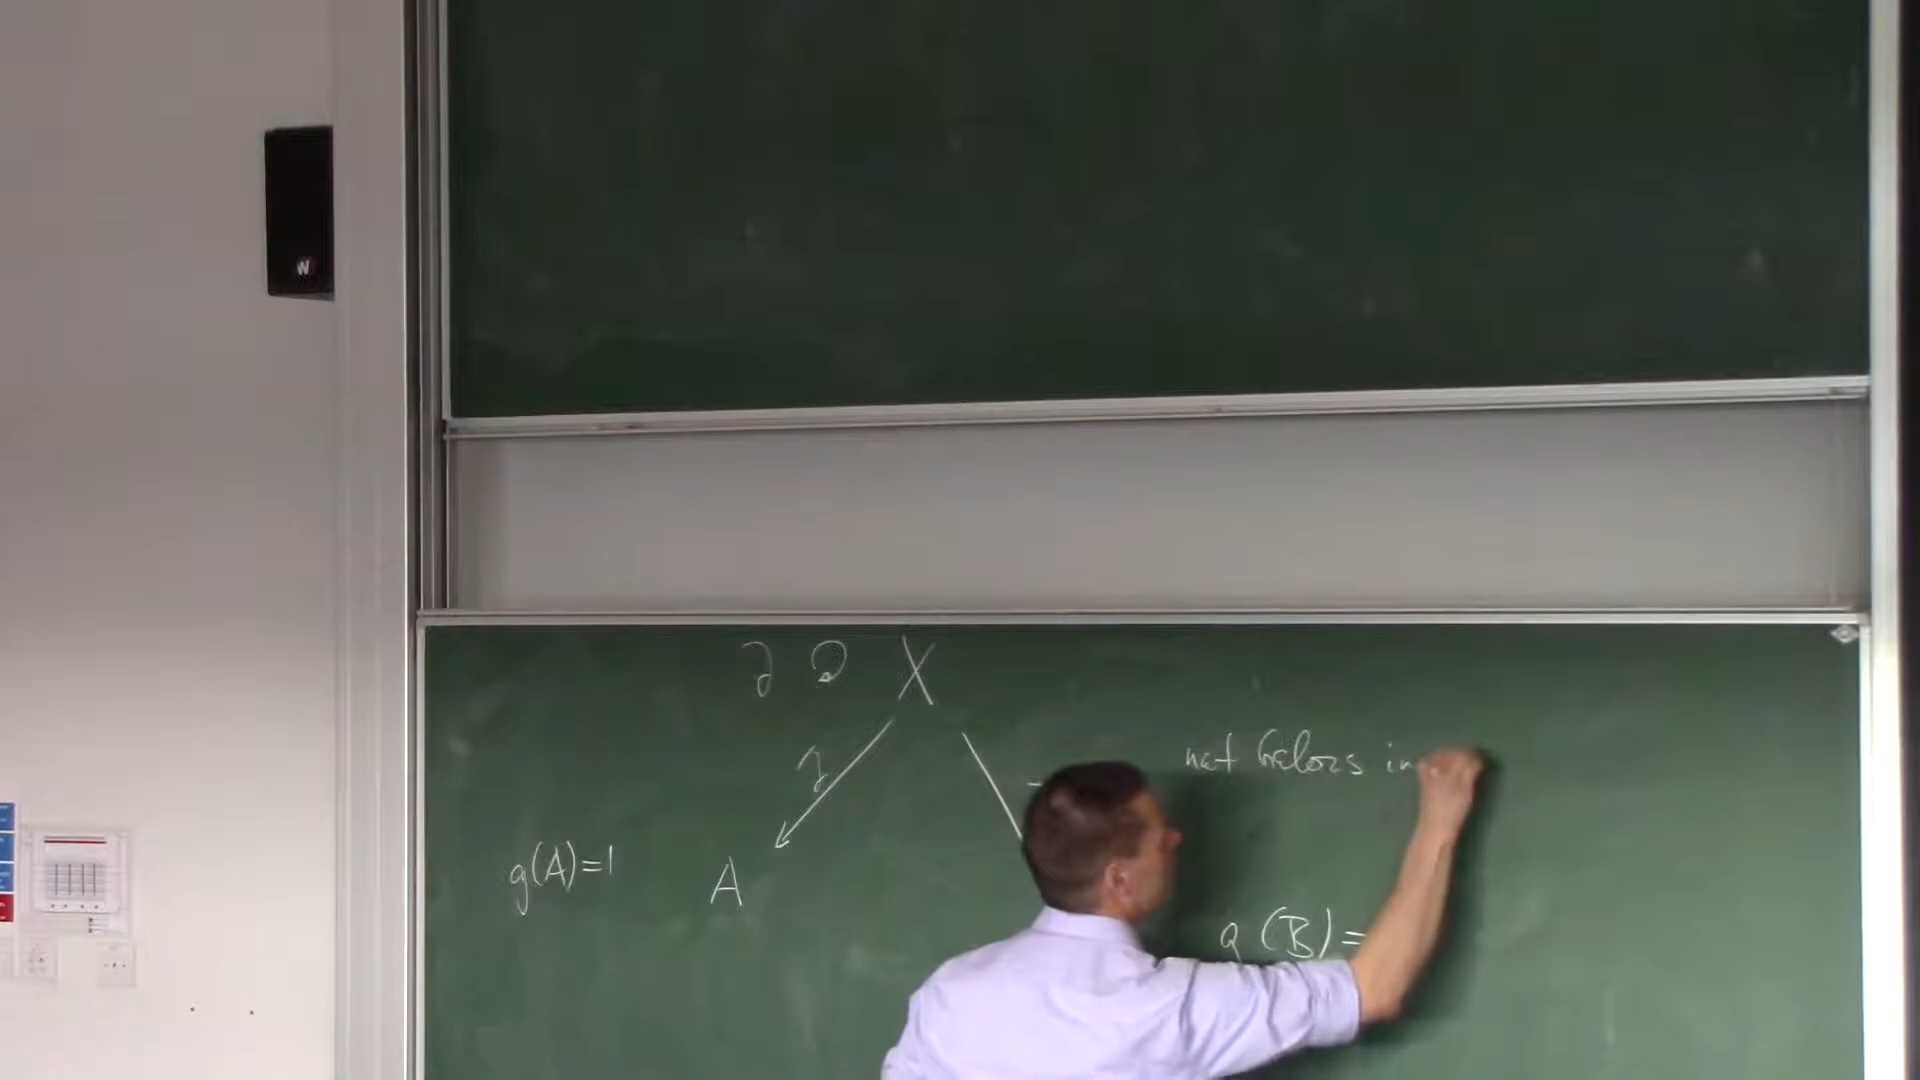 X
not Galois in
g(A)=1
A
g(B)=
W